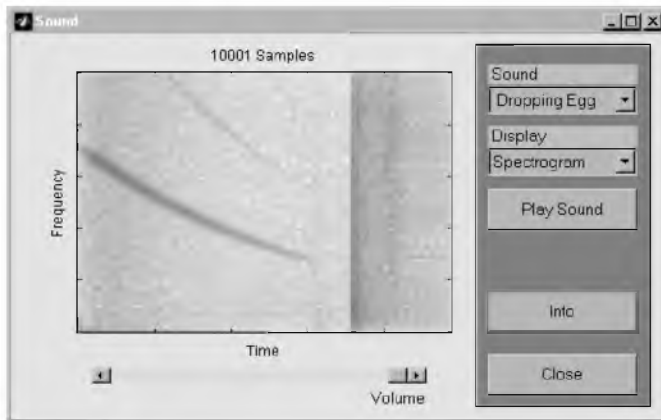 Sound
10001 Samples
Frequency
Time
Volume
Sound
Dropping Egg
Display
Spectrogram
Play Sound
Info
Close